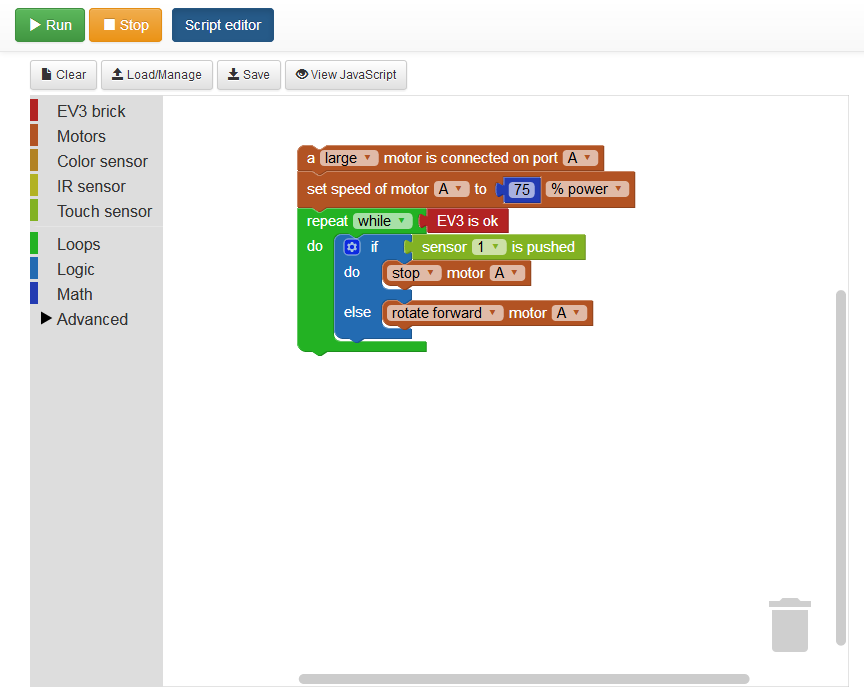 Run Stop Script editor
Clear Load/Manage Save View JavaScript
EV3 brick
Motors
Color sensor
IR sensor
Touch sensor
Loops
Logic
Math
Advanced
a large motor is connected on port A
set speed of motor A to 75 % power
repeat while EV3 is ok
do if sensor 1 is pushed
do stop motor A
else rotate forward motor A